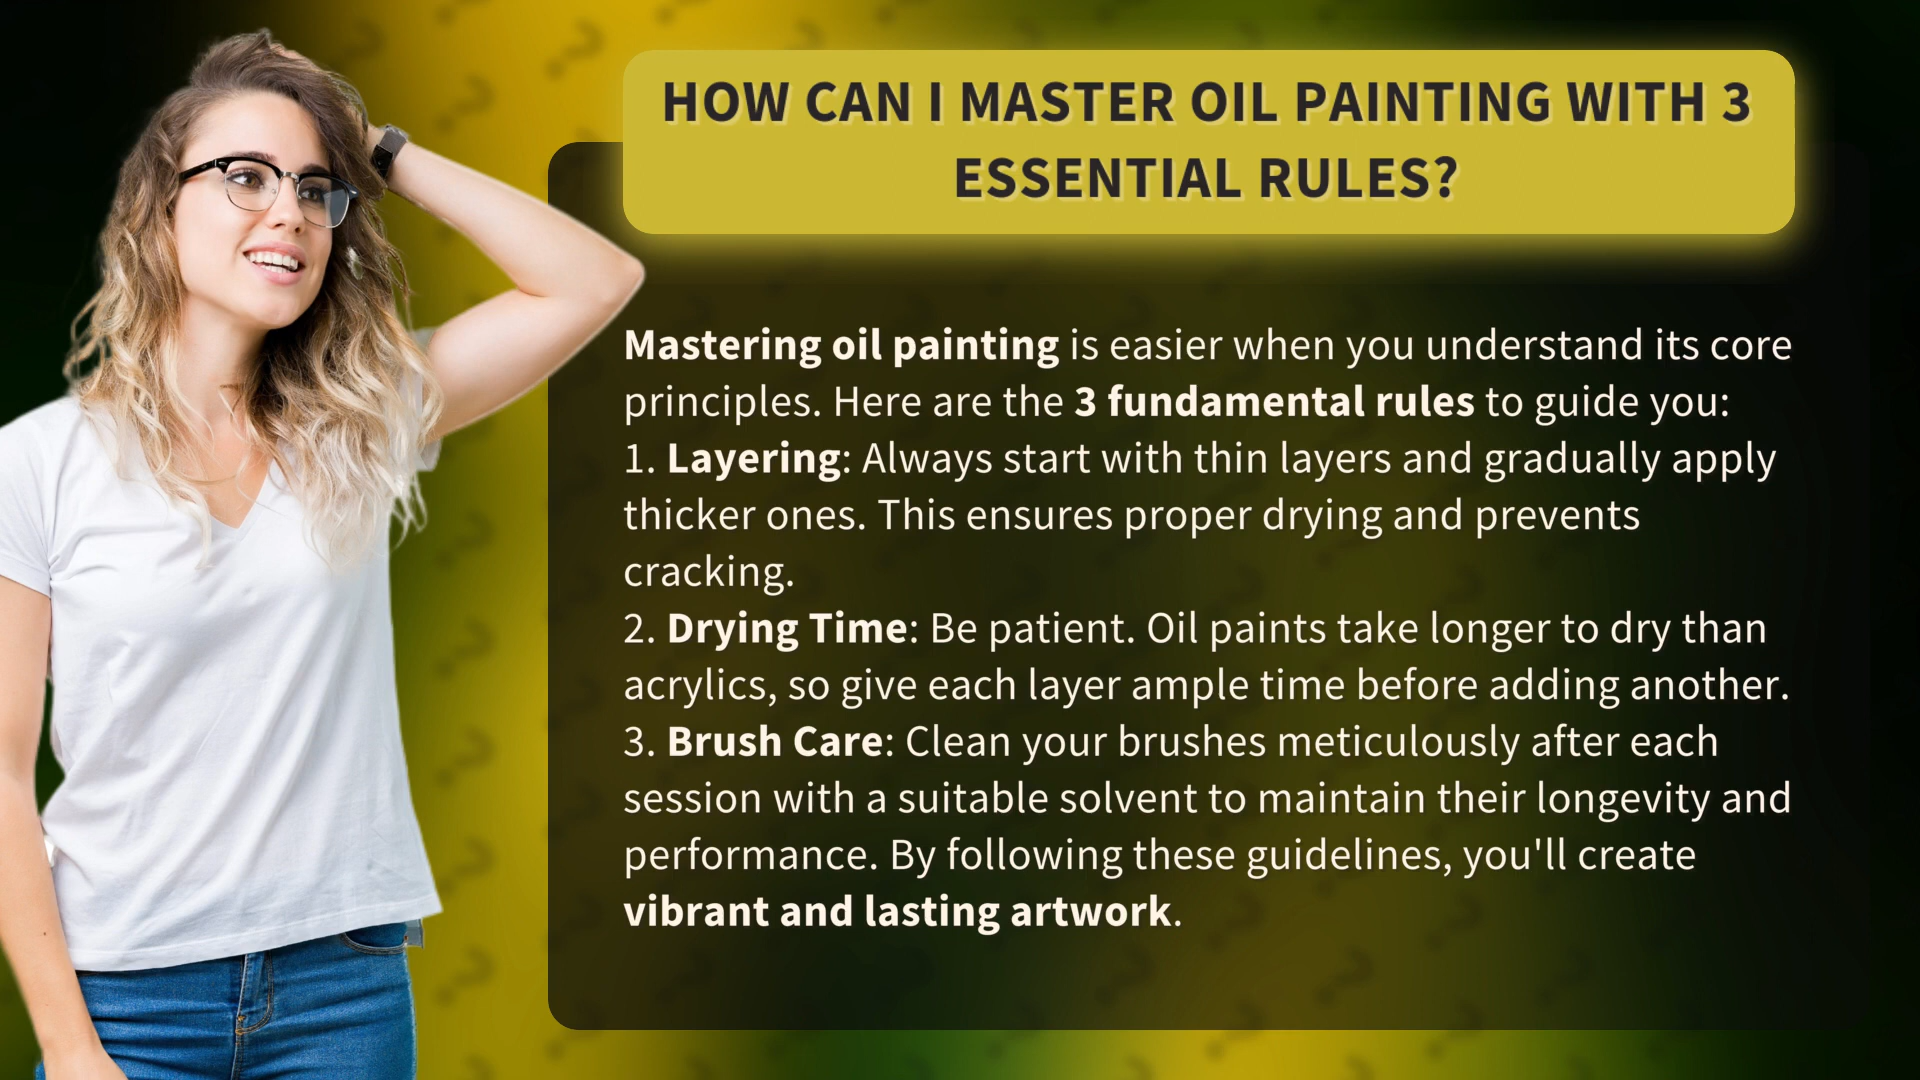 HOW CAN I MASTER OIL PAINTING WITH 3
ESSENTIAL RULES?
Mastering oil painting is easier when you understand its core
principles. Here are the 3 fundamental rules to guide you:
1. Layering: Always start with thin layers and gradually apply
thicker ones. This ensures proper drying and prevents
cracking.
2. Drying Time: Be patient. Oil paints take longer to dry than
acrylics, so give each layer ample time before adding another.
3. Brush Care: Clean your brushes meticulously after each
session with a suitable solvent to maintain their longevity and
performance. By following these guidelines, you'll create
vibrant and lasting artwork.